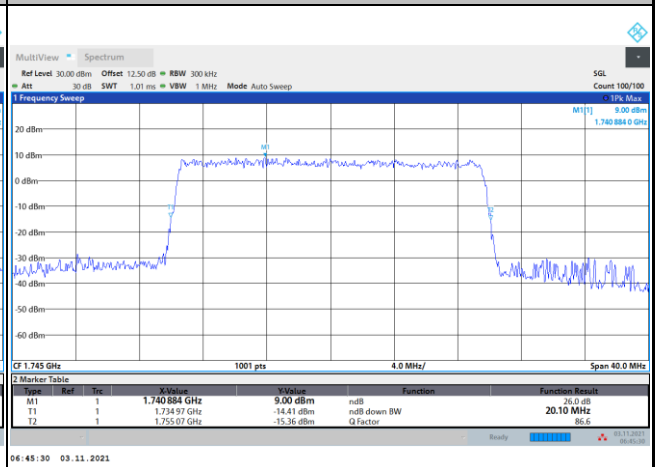 MultiView Spectrum
Ref Level 30.00 dBm Offset 12.50 dB RBW 300 kHz SGL
Att 30 dB SWT 1.01 ms VBW 1 MHz Mode Auto Sweep Count 100/100
1 Frequency Sweep 1Pk Max
M1[1] 9.00 dBm
1.740 884 0 GHz
20 dBm
M1
10 dBm
0 dBm
-10 dBm
T1
T2
-20 dBm
-30 dBm
-40 dBm
-50 dBm
-60 dBm
CF 1.745 GHz 1001 pts 4.0 MHz/ Span 40.0 MHz
2 Marker Table
Type Ref Trc X-Value Y-Value Function Function Result
M1 1 1.740 884 GHz 9.00 dBm ndB 26.0 dB
T1 1 1.734 97 GHz -14.41 dBm ndB down BW 20.10 MHz
T2 1 1.755 07 GHz -15.36 dBm Q Factor 86.6
Ready 03.11.2021
06:45:30
06:45:30 03.11.2021